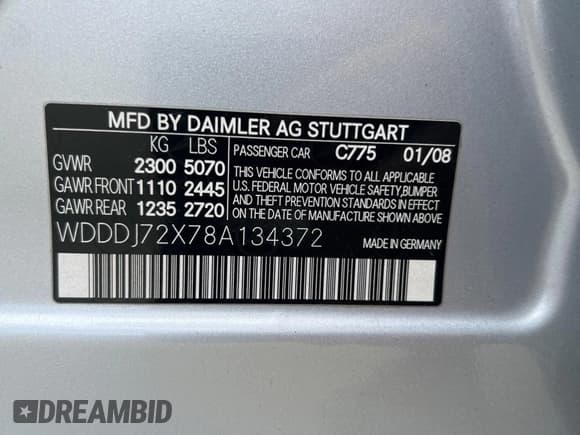 MFD BY DAIMLER AG STUTTGART
KG LBS
GVWR 2300 5070
GAWR FRONT 1110 2445
GAWR REAR 1235 2720
PASSENGER CAR C775 01/08
THIS VEHICLE CONFORMS TO ALL APPLICABLE
U.S. FEDERAL MOTOR VEHICLE SAFETY,BUMPER
AND THEFT PREVENTION STANDARDS
IN EFFECT ON THE DATE OF MANUFACTURE
SHOWN ABOVE.
WDDDJ72X78A134372
MADE IN GERMANY
DREAMBID